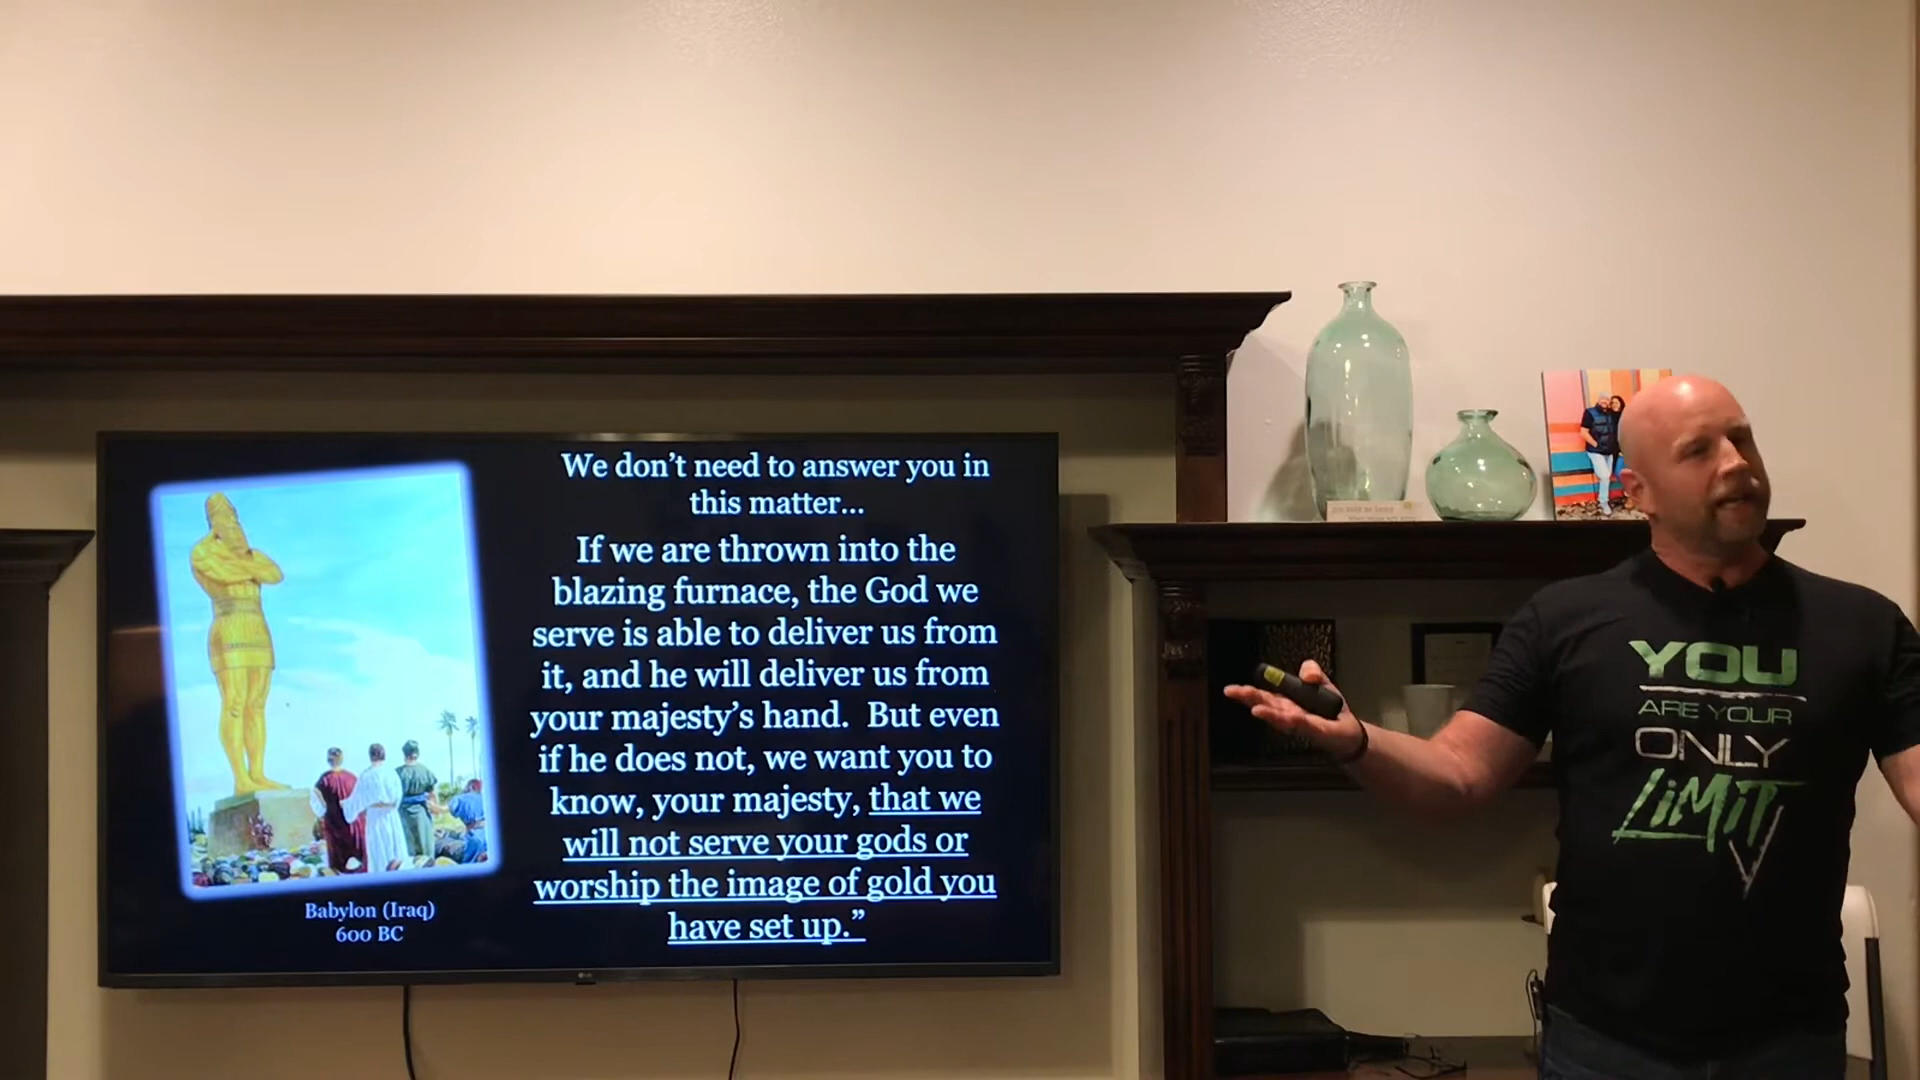 We don't need to answer you in
this matter...
If we are thrown into the
blazing furnace, the God we
serve is able to deliver us from
it, and he will deliver us from
your majesty's hand.  But even
if he does not, we want you to
know, your majesty, that we
will not serve your gods or
worship the image of gold you
have set up.”
Babylon (Iraq)
600 BC
LG
YOU
ARE YOUR
ONLY
LIMIT